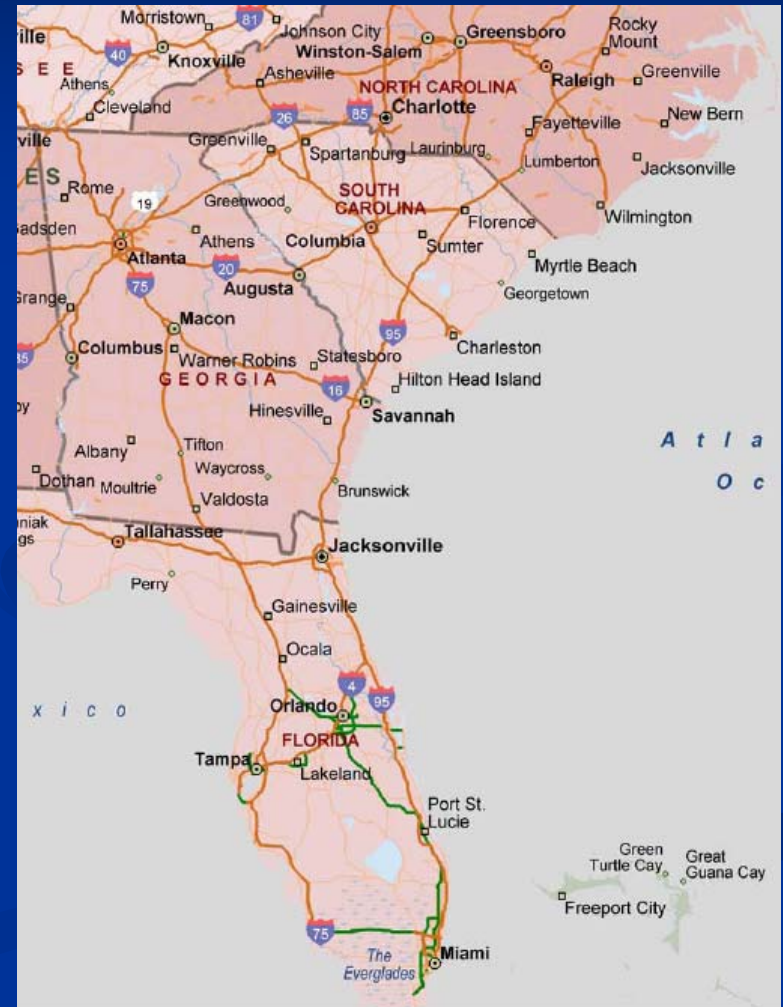 Morristown
81
Johnson City
Greensboro
Rocky
Mount
ille
Winston-Salem
40
Knoxville
S E E
Asheville
Raleigh
Greenville
Athens
NORTH CAROLINA
Cleveland
26
85
Charlotte
Fayetteville
New Bern
ville
Greenville
Spartanburg
Laurinburg
Lumberton
Jacksonville
ES
Rome
19
Greenwood
SOUTH
CAROLINA
Florence
Wilmington
Gadsden
Athens
Columbia
Sumter
Atlanta
20
Myrtle Beach
75
Augusta
Georgetown
Grange
Macon
95
Columbus
Warner Robins
Statesboro
Charleston
85
GEORGIA
16
Hilton Head Island
Hinesville
Savannah
oy
Albany
Tifton
A t l a
Waycross
Dothan
Moultrie
Brunswick
O c
Valdosta
niak
gs
Tallahassee
Jacksonville
Perry
Gainesville
Ocala
4
95
x i c o
Orlando
FLORIDA
Tampa
Lakeland
Port St.
Lucie
Green
Turtle Cay
Great
Guana Cay
Freeport City
75
The
Everglades
Miami